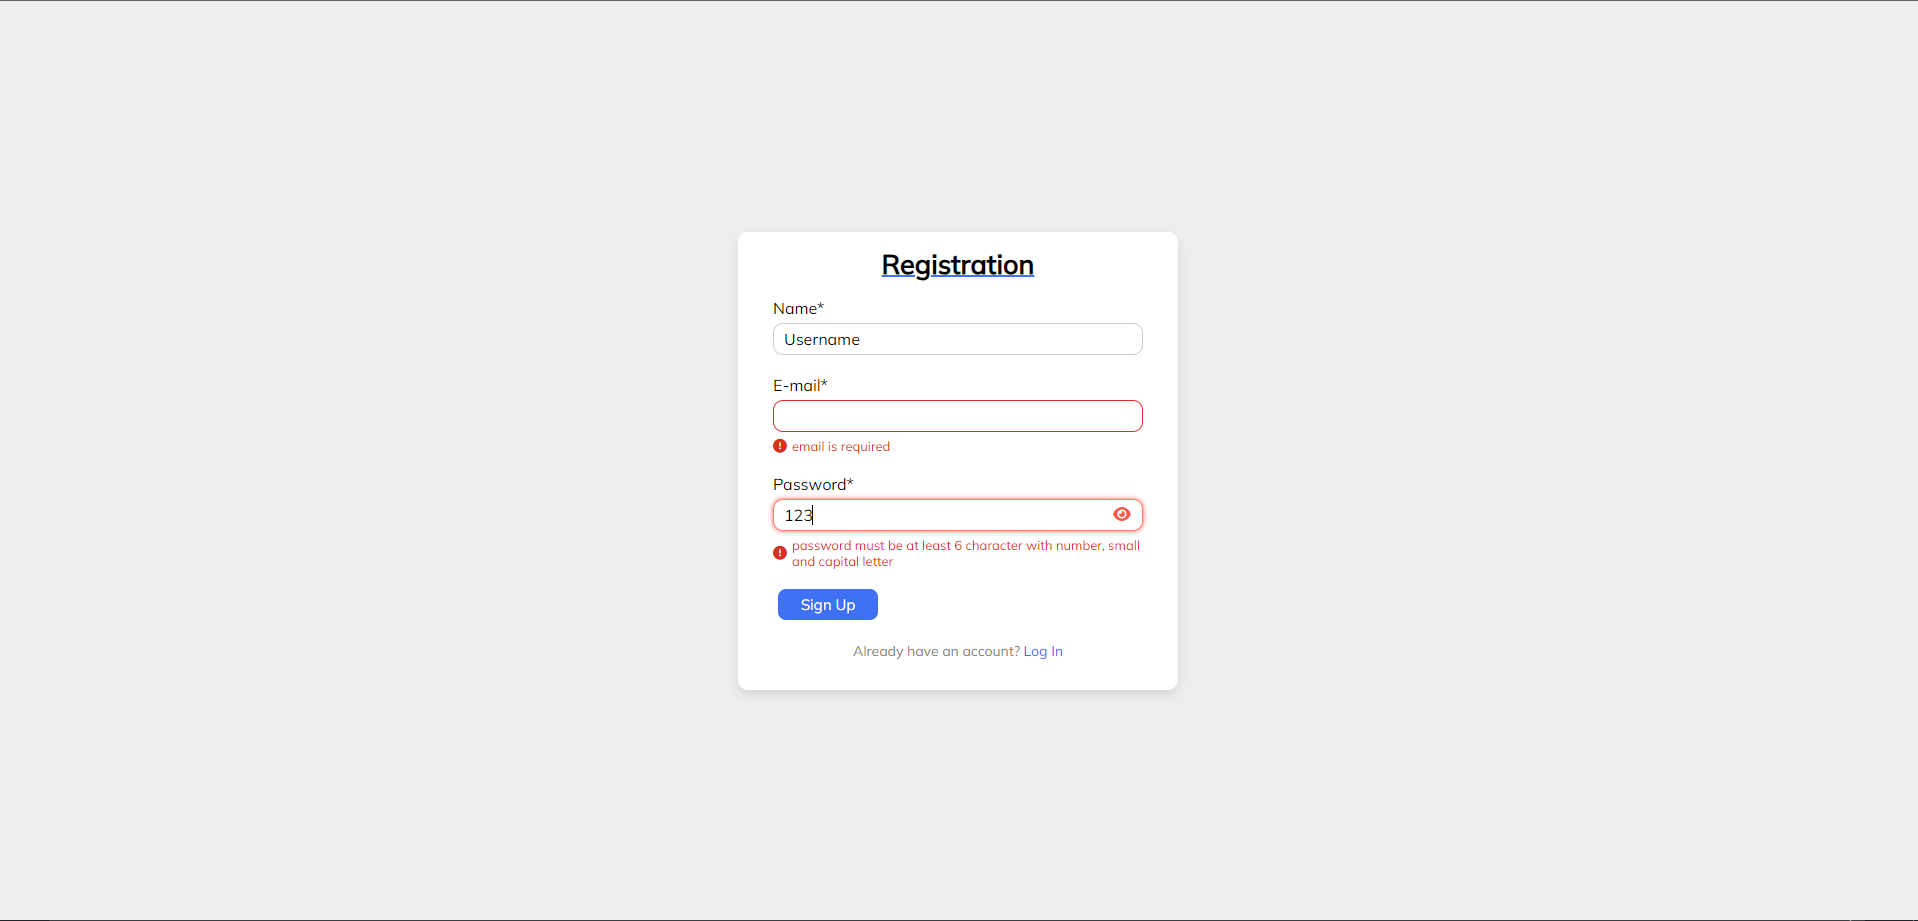 Registration
Name*
Username
E-mail*
email is required
Password*
123
password must be at least 6 character with number, small
and capital letter
Sign Up
Already have an account? Log In